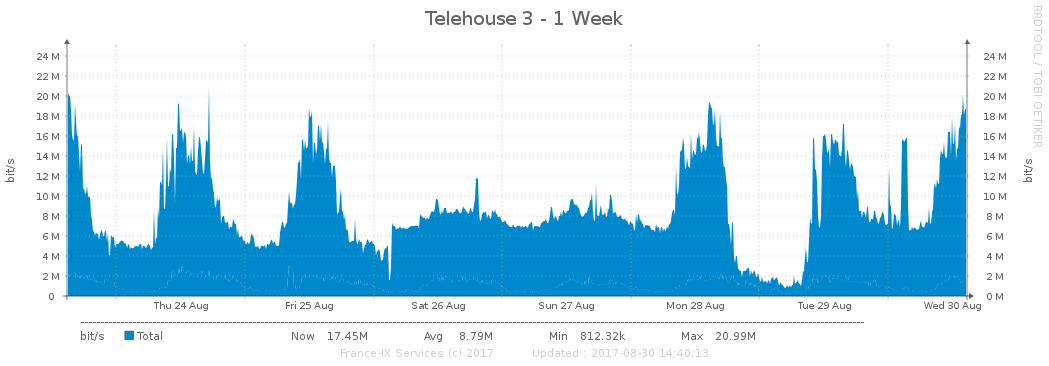 Telehouse 3 - 1 Week
RRDTOOL / TOBI OETIKER
bit/s
24 M 24 M
22 M 22 M
20 M 20 M
18 M 18 M
16 M 16 M
14 M 14 M
12 M 12 M
10 M 10 M
8 M 8 M
6 M 6 M
4 M 4 M
2 M 2 M
0 0 M
bit/s
Thu 24 Aug Fri 25 Aug Sat 26 Aug Sun 27 Aug Mon 28 Aug Tue 29 Aug Wed 30 Aug
bit/s Total Now 17.45M Avg 8.79M Min 812.32k Max 20.99M
France-IX Services (c) 2017 Updated : 2017-08-30 14:40:13